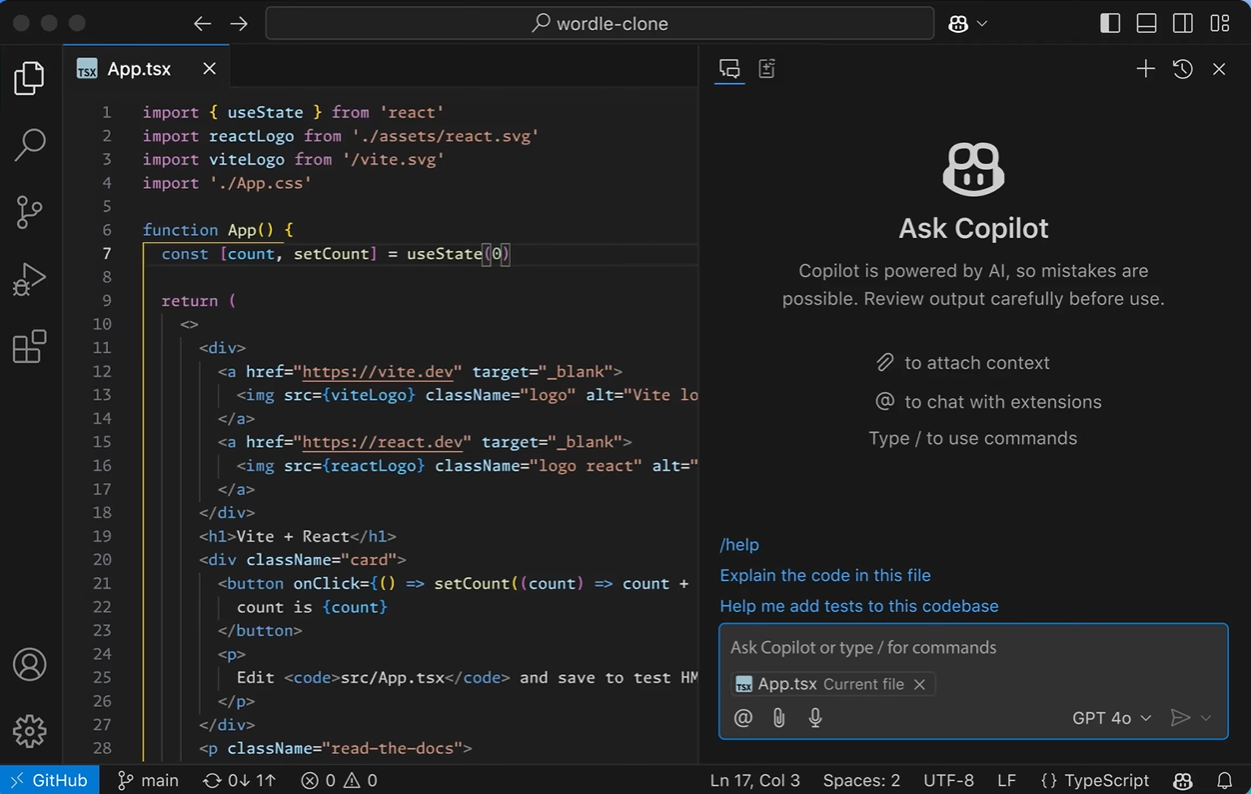 wordle-clone
TSX App.tsx
1 import { useState } from 'react'
2 import reactLogo from './assets/react.svg'
3 import viteLogo from '/vite.svg'
4 import './App.css'
5
6 function App() {
7 const [count, setCount] = useState(0)
8
9 return (
10 <>
11 <div>
12 <a href="https://vite.dev" target="_blank">
13 <img src={viteLogo} className="logo" alt="Vite lo
14 </a>
15 <a href="https://react.dev" target="_blank">
16 <img src={reactLogo} className="logo react" alt="
17 </a>
18 </div>
19 <h1>Vite + React</h1>
20 <div className="card">
21 <button onClick={() => setCount((count) => count +
22 count is {count}
23 </button>
24 <p>
25 Edit <code>src/App.tsx</code> and save to test HM
26 </p>
27 </div>
28 <p className="read-the-docs">
Ask Copilot
Copilot is powered by AI, so mistakes are
possible. Review output carefully before use.
to attach context
@ to chat with extensions
Type / to use commands
/help
Explain the code in this file
Help me add tests to this codebase
Ask Copilot or type / for commands
TSX App.tsx Current file
@ GPT 4o
GitHub main 0↓ 1↑ 0 0 Ln 17, Col 3 Spaces: 2 UTF-8 LF {} TypeScript